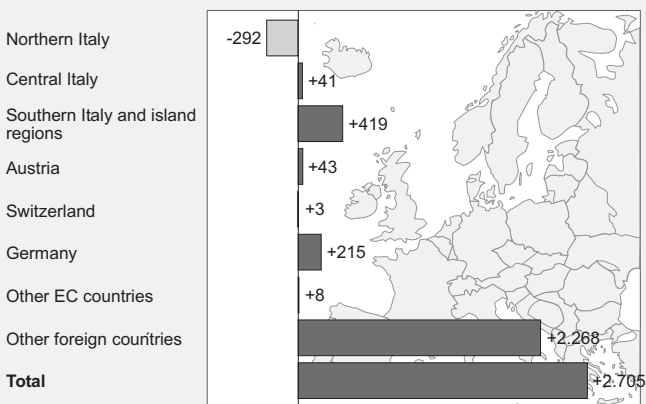 Northern Italy -292
Central Italy +41
Southern Italy and island
regions +419
Austria +43
Switzerland +3
Germany +215
Other EC countries +8
Other foreign countries +2.268
Total +2.705